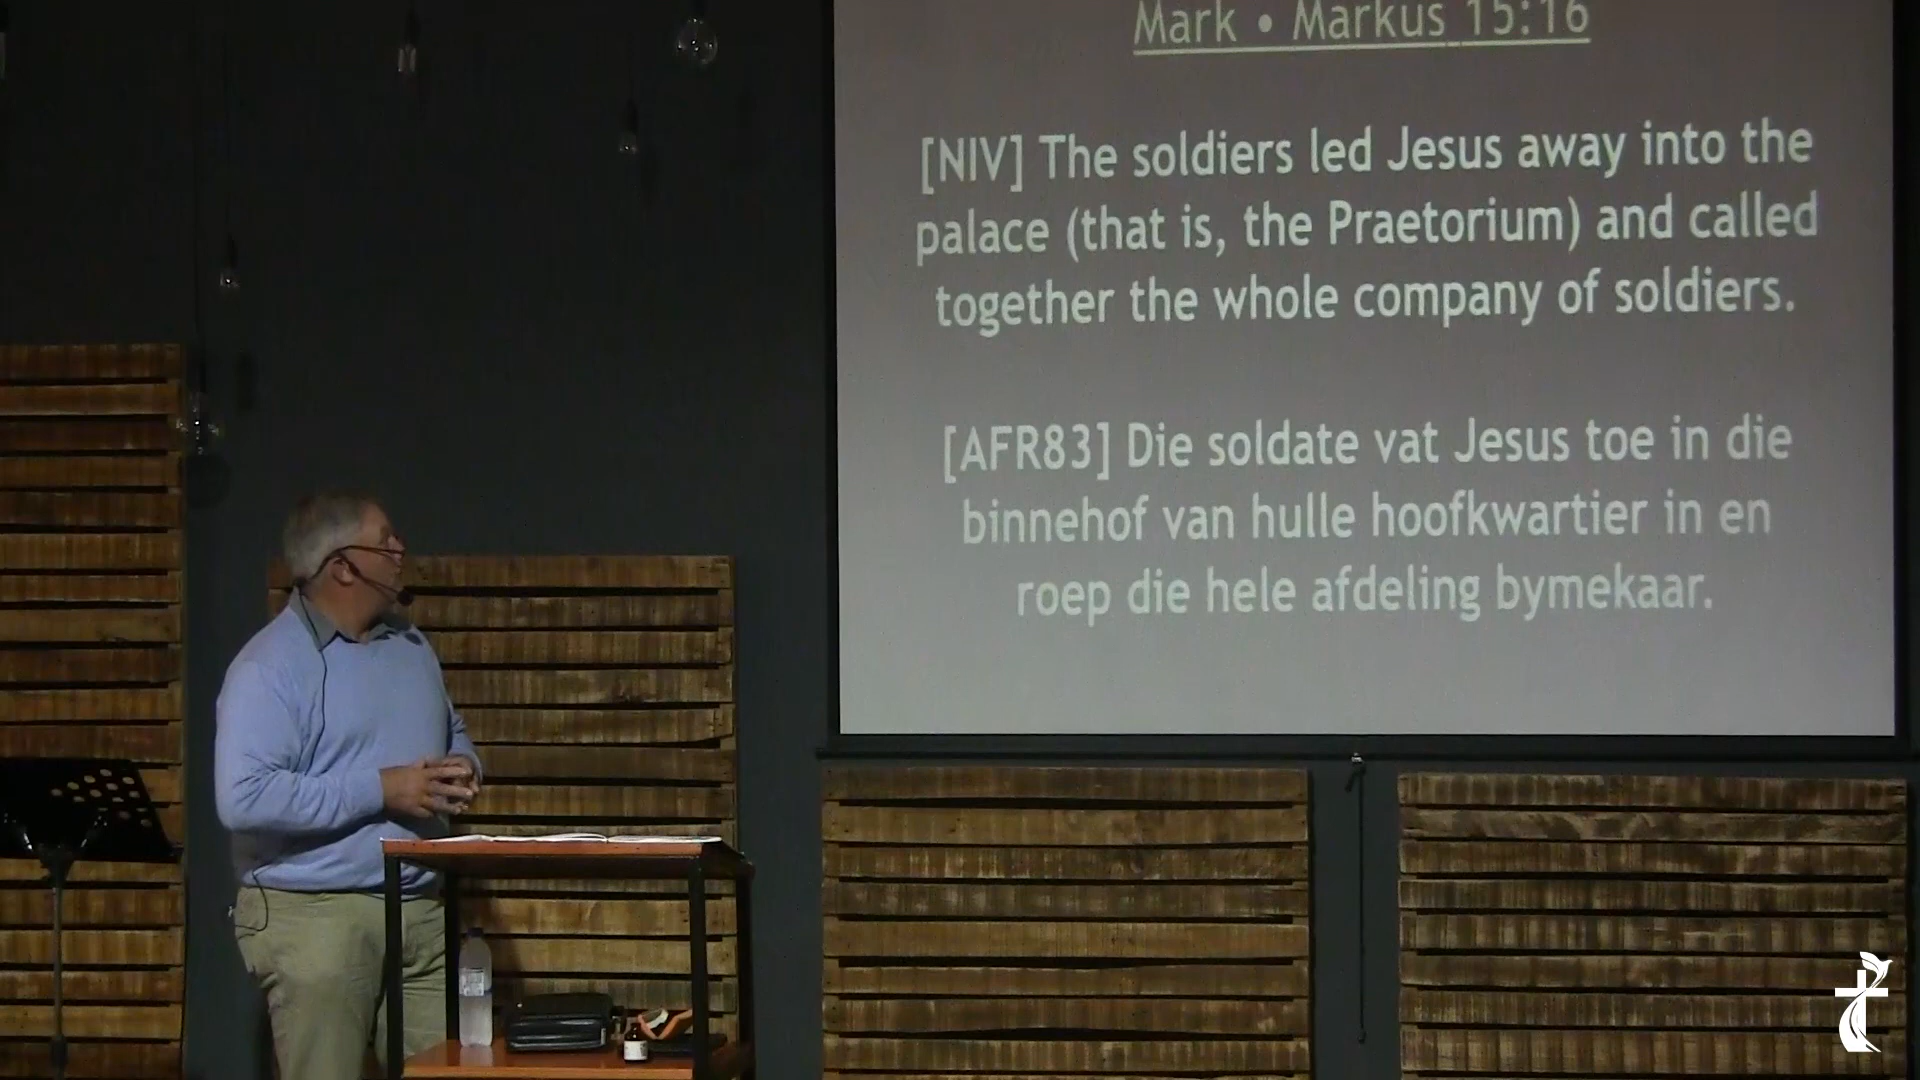 Mark • Markus 15:16
[NIV] The soldiers led Jesus away into the
palace (that is, the Praetorium) and called
together the whole company of soldiers.
[AFR83] Die soldate vat Jesus toe in die
binnehof van hulle hoofkwartier in en
roep die hele afdeling bymekaar.